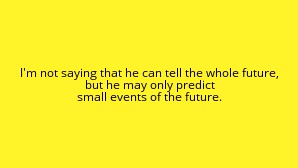 I'm not saying that he can tell the whole future,
but he may only predict
small events of the future.